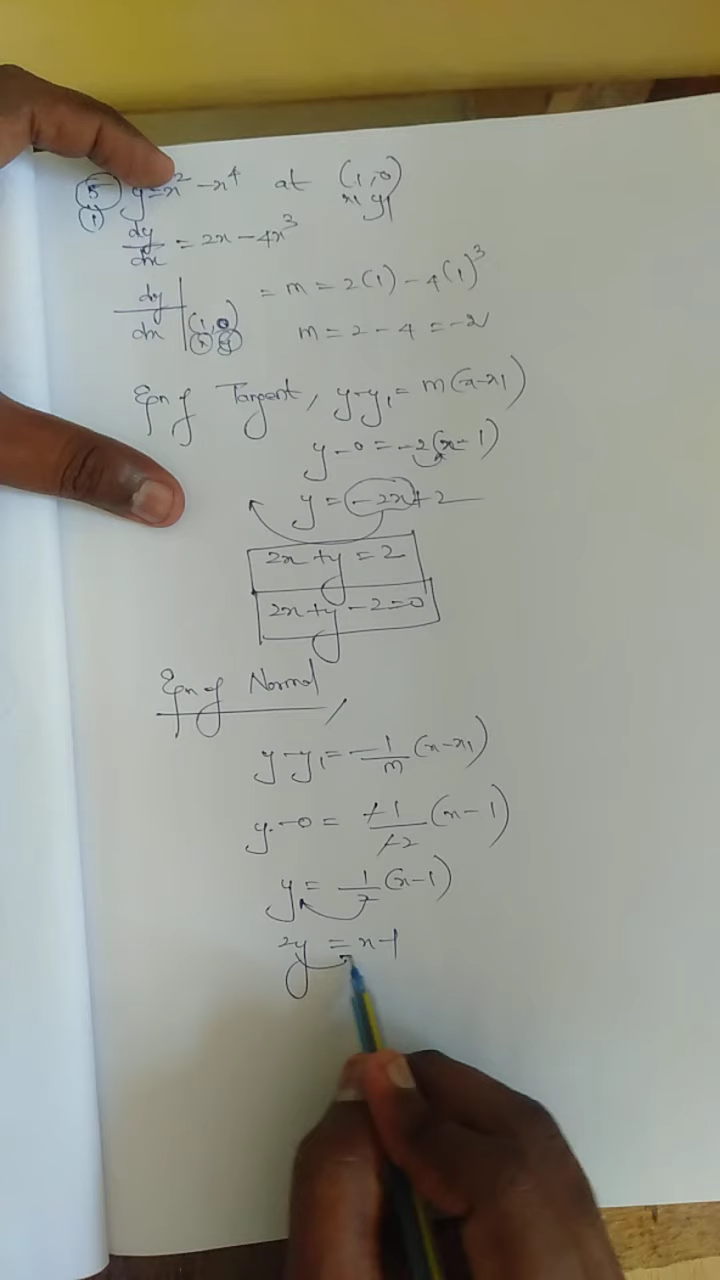 5 y=x² -x⁴ at (1,0)
1 x₁ y₁
dy/dx = 2x - 4x³
dy/dx |(1,0) = m = 2(1) - 4(1)³
x y m = 2 - 4 = -2
Eqn of Tangent, y-y₁= m(x-x₁)
y-0=-2(x-1)
y = -2x+2
2x+y=2
2x+y-2=0
Eqn of Normal,
y-y₁=-1/m(x-x₁)
y-0= -1/-2(x-1)
y= 1/2(x-1)
2y =x-1